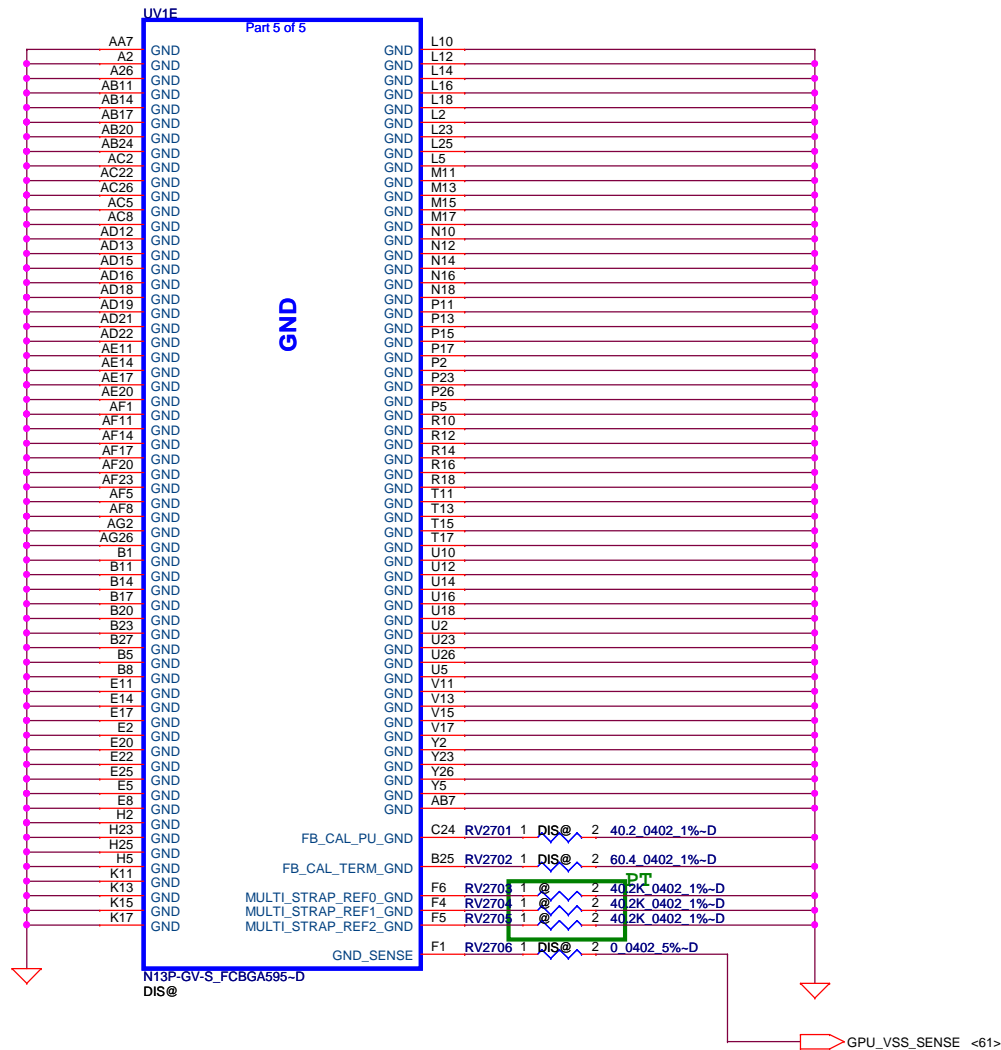 UV1E
Part 5 of 5
AA7 GND GND L10
A2 GND GND L12
A26 GND GND L14
AB11 GND GND L16
AB14 GND GND L18
AB17 GND GND L2
AB20 GND GND L23
AB24 GND GND L25
AC2 GND GND L5
AC22 GND GND M11
AC26 GND GND M13
AC5 GND GND M15
AC8 GND GND M17
AD12 GND GND N10
AD13 GND GND N12
AD15 GND GND N14
AD16 GND GND N16
AD18 GND GND N18
AD19 GND GND P11
AD21 GND GND P13
AD22 GND GND P15
AE11 GND GND P17
AE14 GND GND P2
AE17 GND GND P23
AE20 GND GND P26
AF1 GND GND P5
AF11 GND GND R10
AF14 GND GND R12
AF17 GND GND R14
AF20 GND GND R16
AF23 GND GND R18
AF5 GND GND T11
AF8 GND GND T13
AG2 GND GND T15
AG26 GND GND T17
B1 GND GND U10
B11 GND GND U12
B14 GND GND U14
B17 GND GND U16
B20 GND GND U18
B23 GND GND U2
B27 GND GND U23
B5 GND GND U26
B8 GND GND U5
E11 GND GND V11
E14 GND GND V13
E17 GND GND V15
E2 GND GND V17
E20 GND GND Y2
E22 GND GND Y23
E25 GND GND Y26
E5 GND GND Y5
E8 GND GND AB7
H2 GND
H23 GND FB_CAL_PU_GND C24 RV2701 1 DIS@ 2 40.2_0402_1%~D
H25 GND
H5 GND FB_CAL_TERM_GND B25 RV2702 1 DIS@ 2 60.4_0402_1%~D
K11 GND
PT
K13 GND MULTI_STRAP_REF0_GND F6 RV2703 1 @ 2 40.2K_0402_1%~D
K15 GND MULTI_STRAP_REF1_GND F4 RV2704 1 @ 2 40.2K_0402_1%~D
K17 GND MULTI_STRAP_REF2_GND F5 RV2705 1 @ 2 40.2K_0402_1%~D
GND_SENSE F1 RV2706 1 DIS@ 2 0_0402_5%~D
GND
N13P-GV-S_FCBGA595~D
DIS@
GPU_VSS_SENSE <61>